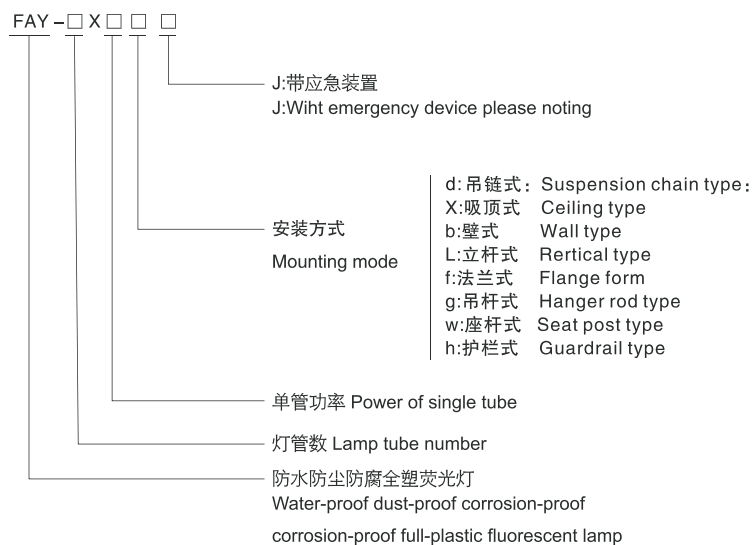 FAY-□X□ □ □
J:带应急装置
J:Wiht emergency device please noting
d:吊链式: Suspension chain type:
X:吸顶式 Ceiling type
b:壁式 Wall type
L:立杆式 Rertical type
f:法兰式 Flange form
g:吊杆式 Hanger rod type
w:座杆式 Seat post type
h:护栏式 Guardrail type
安装方式
Mounting mode
单管功率 Power of single tube
灯管数 Lamp tube number
防水防尘防腐全塑荧光灯
Water-proof dust-proof corrosion-proof
corrosion-proof full-plastic fluorescent lamp